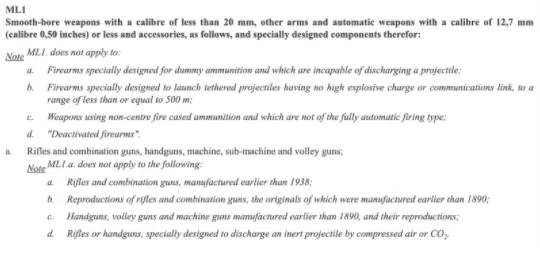 ML1
Smooth-bore weapons with a calibre of less than 20 mm, other arms and automatic weapons with a calibre of 12,7 mm
(calibre 0,50 inches) or less and accessories, as follows, and specially designed components therefor:
Note ML1. does not apply to:
a. Firearms specially designed for dummy ammunition and which are incapable of discharging a projectile;
b. Firearms specially designed to launch tethered projectiles having no high explosive charge or communications link, to a
range of less than or equal to 500 m;
c. Weapons using non-centre fire cased ammunition and which are not of the fully automatic firing type;
d. "Deactivated firearms".
a. Rifles and combination guns, handguns, machine, sub-machine and volley guns;
Note ML1.a. does not apply to the following:
a. Rifles and combination guns, manufactured earlier than 1938;
b. Reproductions of rifles and combination guns, the originals of which were manufactured earlier than 1890;
c. Handguns, volley guns and machine guns manufactured earlier than 1890, and their reproductions;
d. Rifles or handguns, specially designed to discharge an inert projectile by compressed air or CO₂.